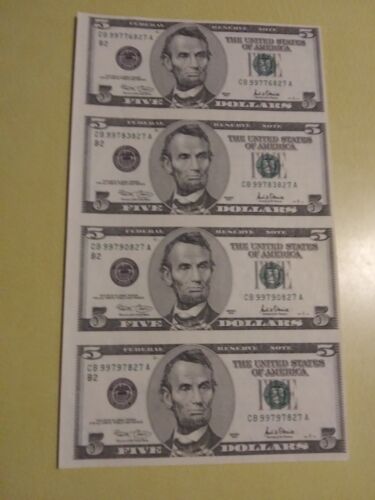 FEDERAL RESERVE NOTE
CB 99776827 A
B2
THE UNITED STATES
OF AMERICA
CB 99776827 A
5 FIVE DOLLARS 5
5 FEDERAL RESERVE NOTE 5
CB 99783827 A
B2
THE UNITED STATES
OF AMERICA
CB 99783827 A
5 FIVE DOLLARS 5
5 FEDERAL RESERVE NOTE 5
CB 99790827 A
B2
THE UNITED STATES
OF AMERICA
CB 99790827 A
5 FIVE DOLLARS 5
5 FEDERAL RESERVE NOTE 5
CB 99797827 A
B2
THE UNITED STATES
OF AMERICA
CB 99797827 A
5 FIVE DOLLARS 5